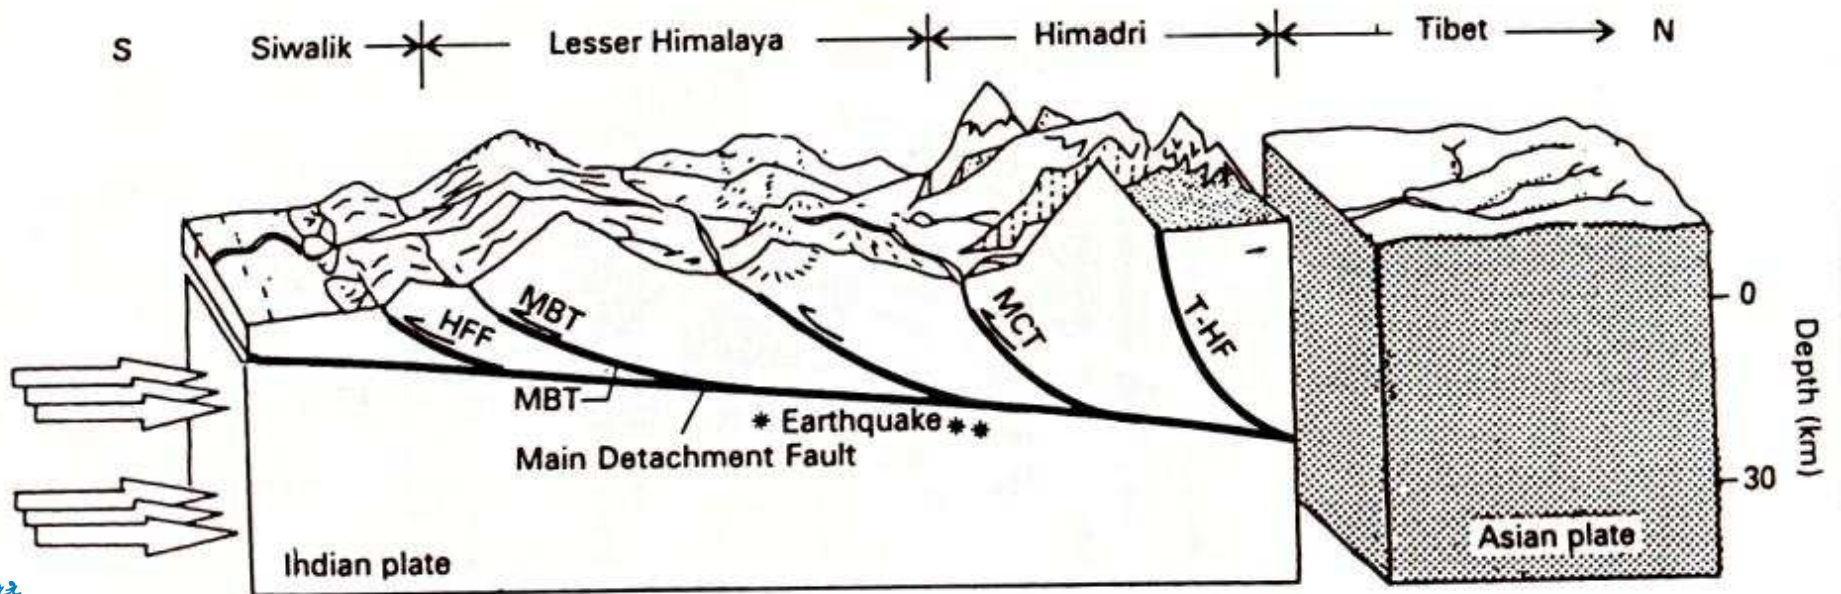 S Siwalik Lesser Himalaya Himadri Tibet N
HFF
MBT
MCT
T-HF
MBT
Earthquake
Main Detachment Fault
Indian plate
Asian plate
0
30
Depth (km)